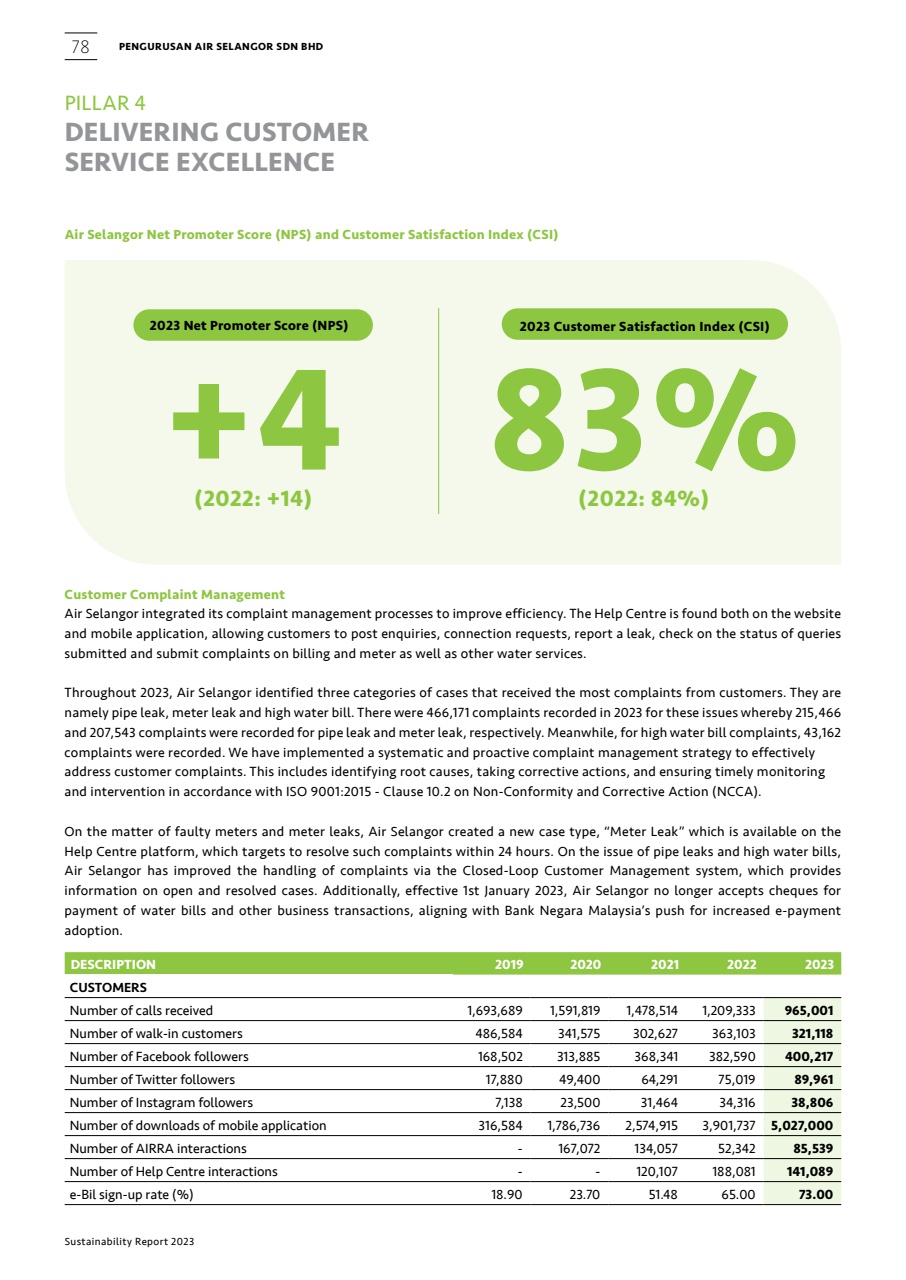 78
PENGURUSAN AIR SELANGOR SDN BHD
PILLAR 4
DELIVERING CUSTOMER
SERVICE EXCELLENCE
Air Selangor Net Promoter Score (NPS) and Customer Satisfaction Index (CSI)
2023 Net Promoter Score (NPS)
+4
(2022: +14)
2023 Customer Satisfaction Index (CSI)
83%
(2022: 84%)
Customer Complaint Management
Air Selangor integrated its complaint management processes to improve efficiency. The Help Centre is found both on the website
and mobile application, allowing customers to post enquiries, connection requests, report a leak, check on the status of queries
submitted and submit complaints on billing and meter as well as other water services.
Throughout 2023, Air Selangor identified three categories of cases that received the most complaints from customers. They are
namely pipe leak, meter leak and high water bill. There were 466,171 complaints recorded in 2023 for these issues whereby 215,466
and 207,543 complaints were recorded for pipe leak and meter leak, respectively. Meanwhile, for high water bill complaints, 43,162
complaints were recorded. We have implemented a systematic and proactive complaint management strategy to effectively
address customer complaints. This includes identifying root causes, taking corrective actions, and ensuring timely monitoring
and intervention in accordance with ISO 9001:2015 - Clause 10.2 on Non-Conformity and Corrective Action (NCCA).
On the matter of faulty meters and meter leaks, Air Selangor created a new case type, “Meter Leak” which is available on the
Help Centre platform, which targets to resolve such complaints within 24 hours. On the issue of pipe leaks and high water bills,
Air Selangor has improved the handling of complaints via the Closed-Loop Customer Management system, which provides
information on open and resolved cases. Additionally, effective 1st January 2023, Air Selangor no longer accepts cheques for
payment of water bills and other business transactions, aligning with Bank Negara Malaysia’s push for increased e-payment
adoption.
DESCRIPTION 2019 2020 2021 2022 2023
CUSTOMERS
Number of calls received 1,693,689 1,591,819 1,478,514 1,209,333 965,001
Number of walk-in customers 486,584 341,575 302,627 363,103 321,118
Number of Facebook followers 168,502 313,885 368,341 382,590 400,217
Number of Twitter followers 17,880 49,400 64,291 75,019 89,961
Number of Instagram followers 7,138 23,500 31,464 34,316 38,806
Number of downloads of mobile application 316,584 1,786,736 2,574,915 3,901,737 5,027,000
Number of AIRRA interactions - 167,072 134,057 52,342 85,539
Number of Help Centre interactions - - 120,107 188,081 141,089
e-Bil sign-up rate (%) 18.90 23.70 51.48 65.00 73.00
Sustainability Report 2023